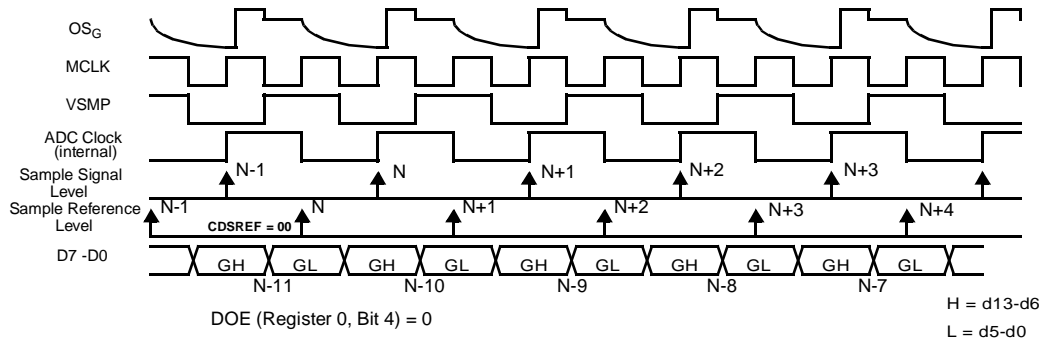 OSG
MCLK
VSMP
ADC Clock
(internal)
Sample Signal
Level
N-1 N N+1 N+2 N+3
Sample Reference
Level
N-1 N N+1 N+2 N+3 N+4
CDSREF = 00
D7 -D0
GH GL GH GL GH GL GH GL GH GL
N-11 N-10 N-9 N-8 N-7
DOE (Register 0, Bit 4) = 0
H = d13-d6
L = d5-d0